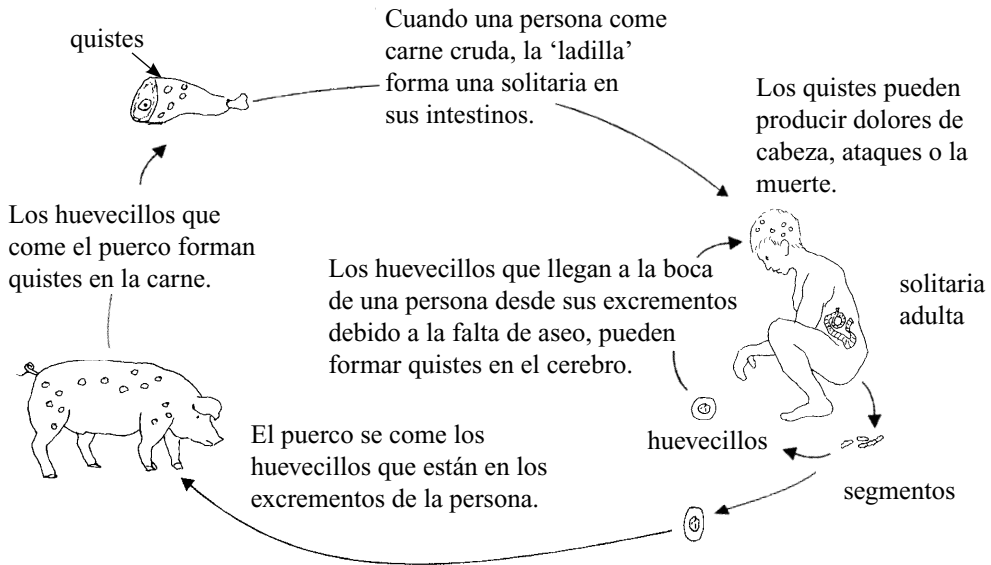 quistes
Cuando una persona come
carne cruda, la ‘ladilla’
forma una solitaria en
sus intestinos.
Los quistes pueden
producir dolores de
cabeza, ataques o la
muerte.
Los huevecillos que
come el puerco forman
quistes en la carne.
Los huevecillos que llegan a la boca
de una persona desde sus excrementos
debido a la falta de aseo, pueden
formar quistes en el cerebro.
solitaria
adulta
El puerco se come los
huevecillos que están en los
excrementos de la persona.
huevecillos
segmentos